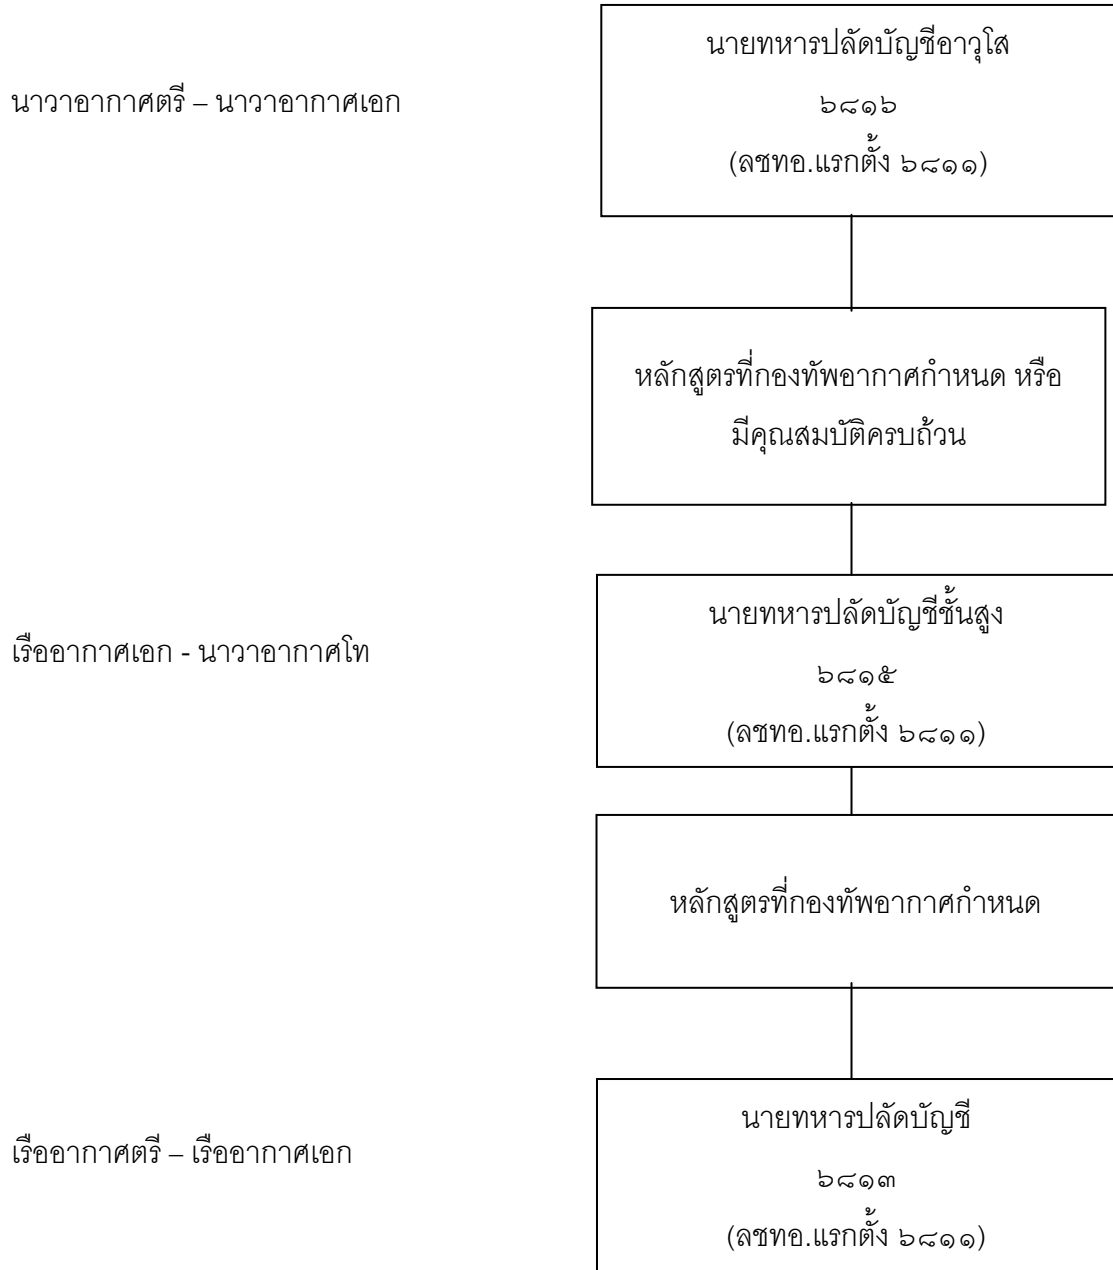 นายทหารปลัดบัญชีอาวุโส
นาวาอากาศตรี – นาวาอากาศเอก
๖๘๑๖
(ลชทอ.แรกตั้ง ๖๘๑๑)
หลักสูตรที่กองทัพอากาศกำหนด หรือ
มีคุณสมบัติครบถ้วน
นายทหารปลัดบัญชีชั้นสูง
เรืออากาศเอก - นาวาอากาศโท
๖๘๑๕
(ลชทอ.แรกตั้ง ๖๘๑๑)
หลักสูตรที่กองทัพอากาศกำหนด
นายทหารปลัดบัญชี
เรืออากาศตรี – เรืออากาศเอก
๖๘๑๓
(ลชทอ.แรกตั้ง ๖๘๑๑)